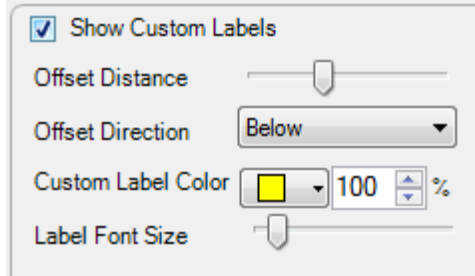 Show Custom Labels
Offset Distance
Offset Direction Below
Custom Label Color 100 %
Label Font Size